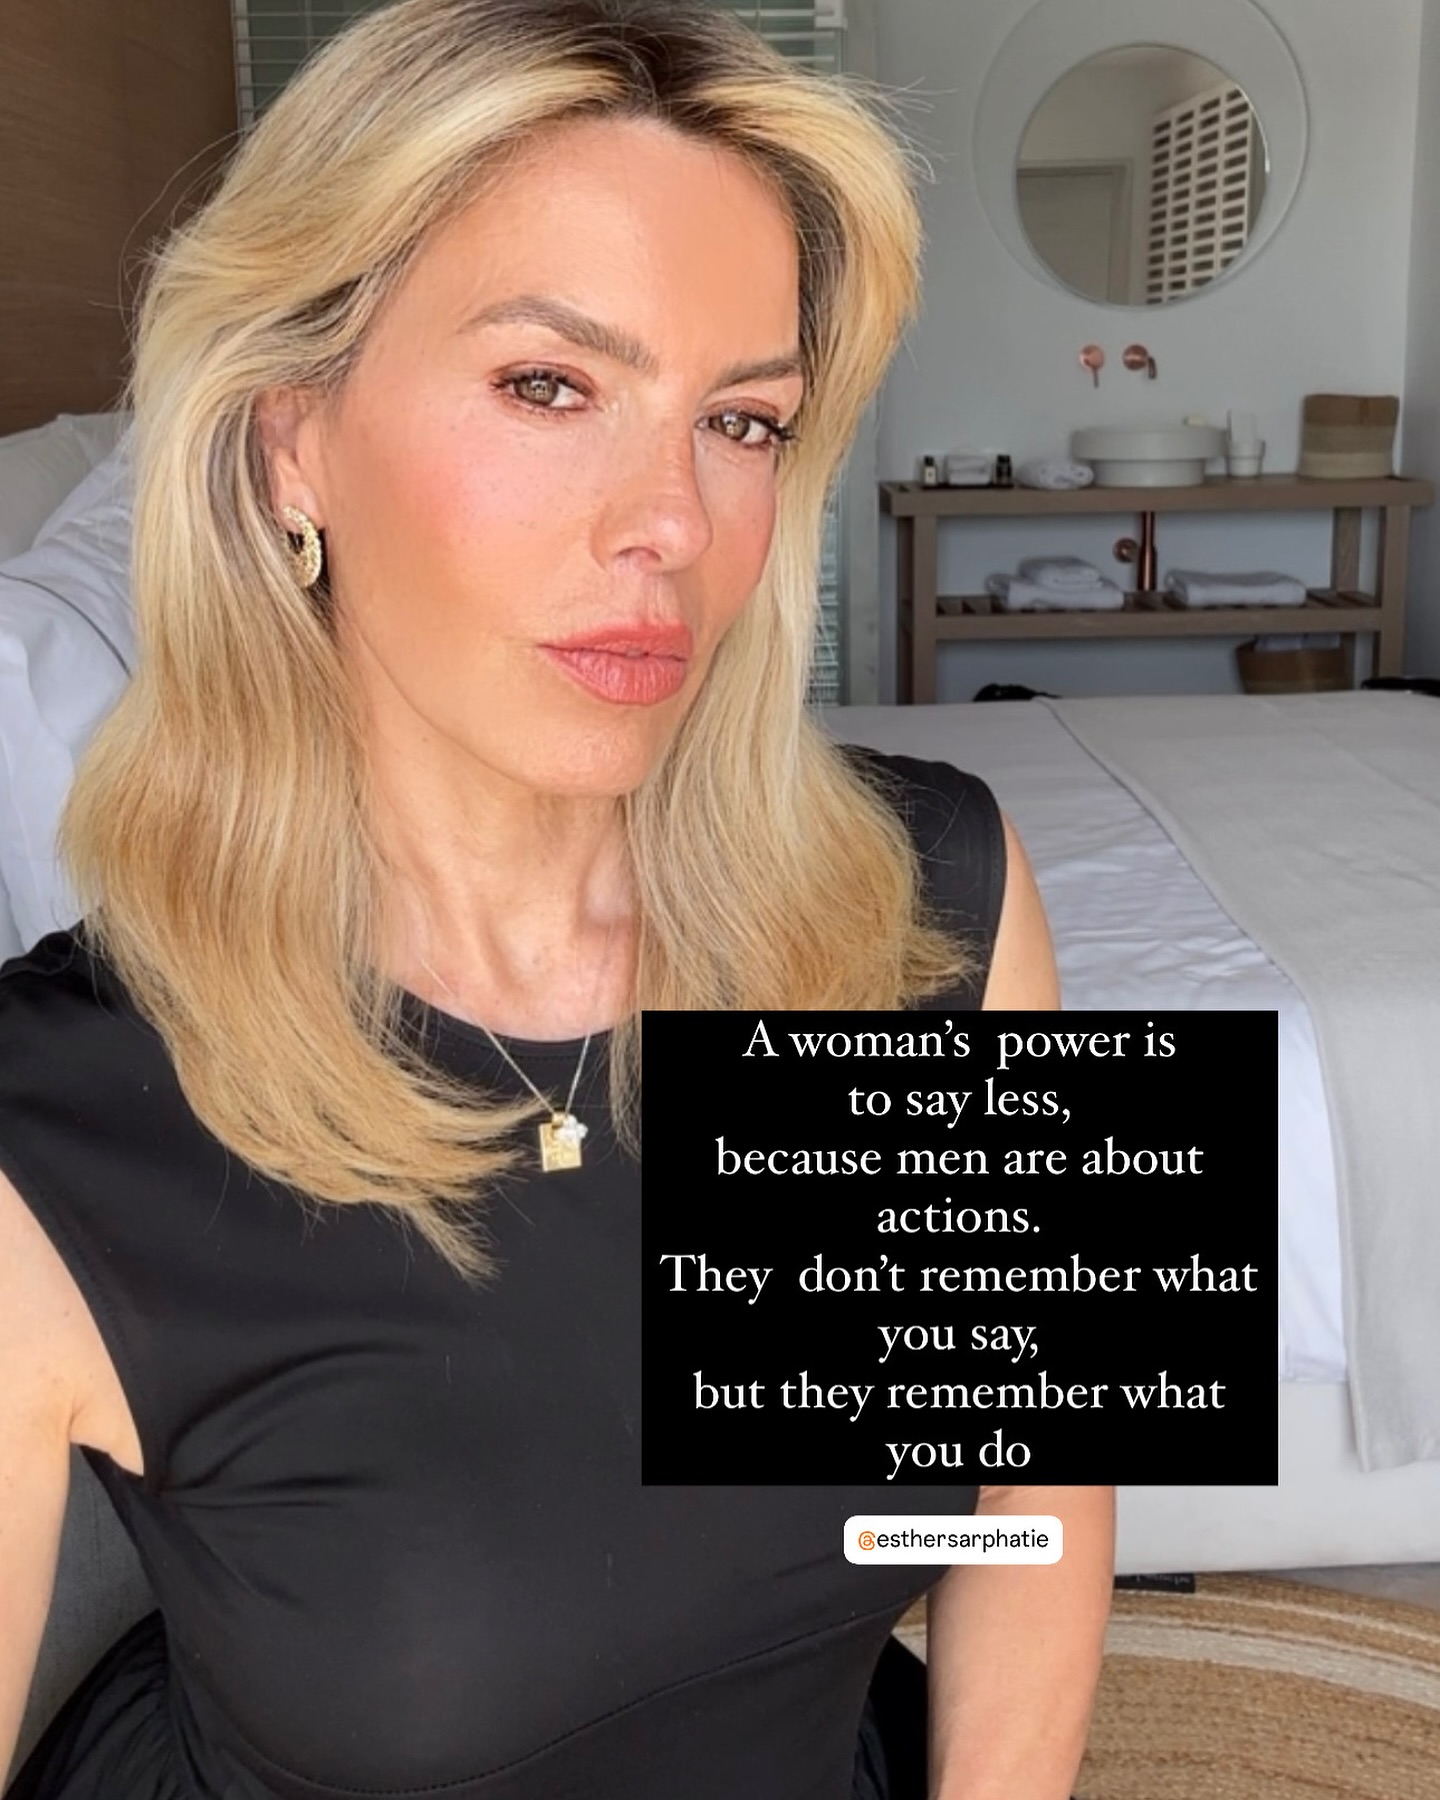 A woman's  power is
to say less,
because men are about
actions.
They  don't remember what
you say,
but they remember what
you do
@esthersarphatie